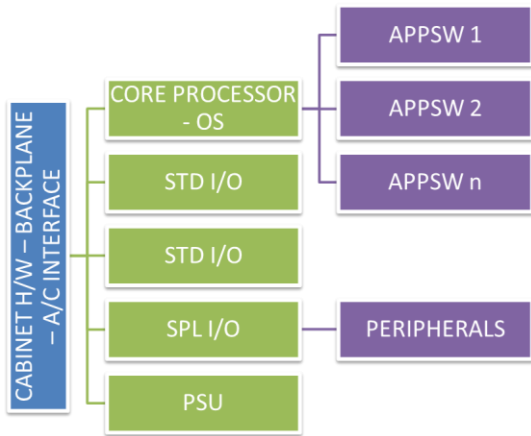 CABINET H/W – BACKPLANE
– A/C INTERFACE
CORE PROCESSOR
- OS
STD I/O
STD I/O
SPL I/O
PSU
APPSW 1
APPSW 2
APPSW n
PERIPHERALS